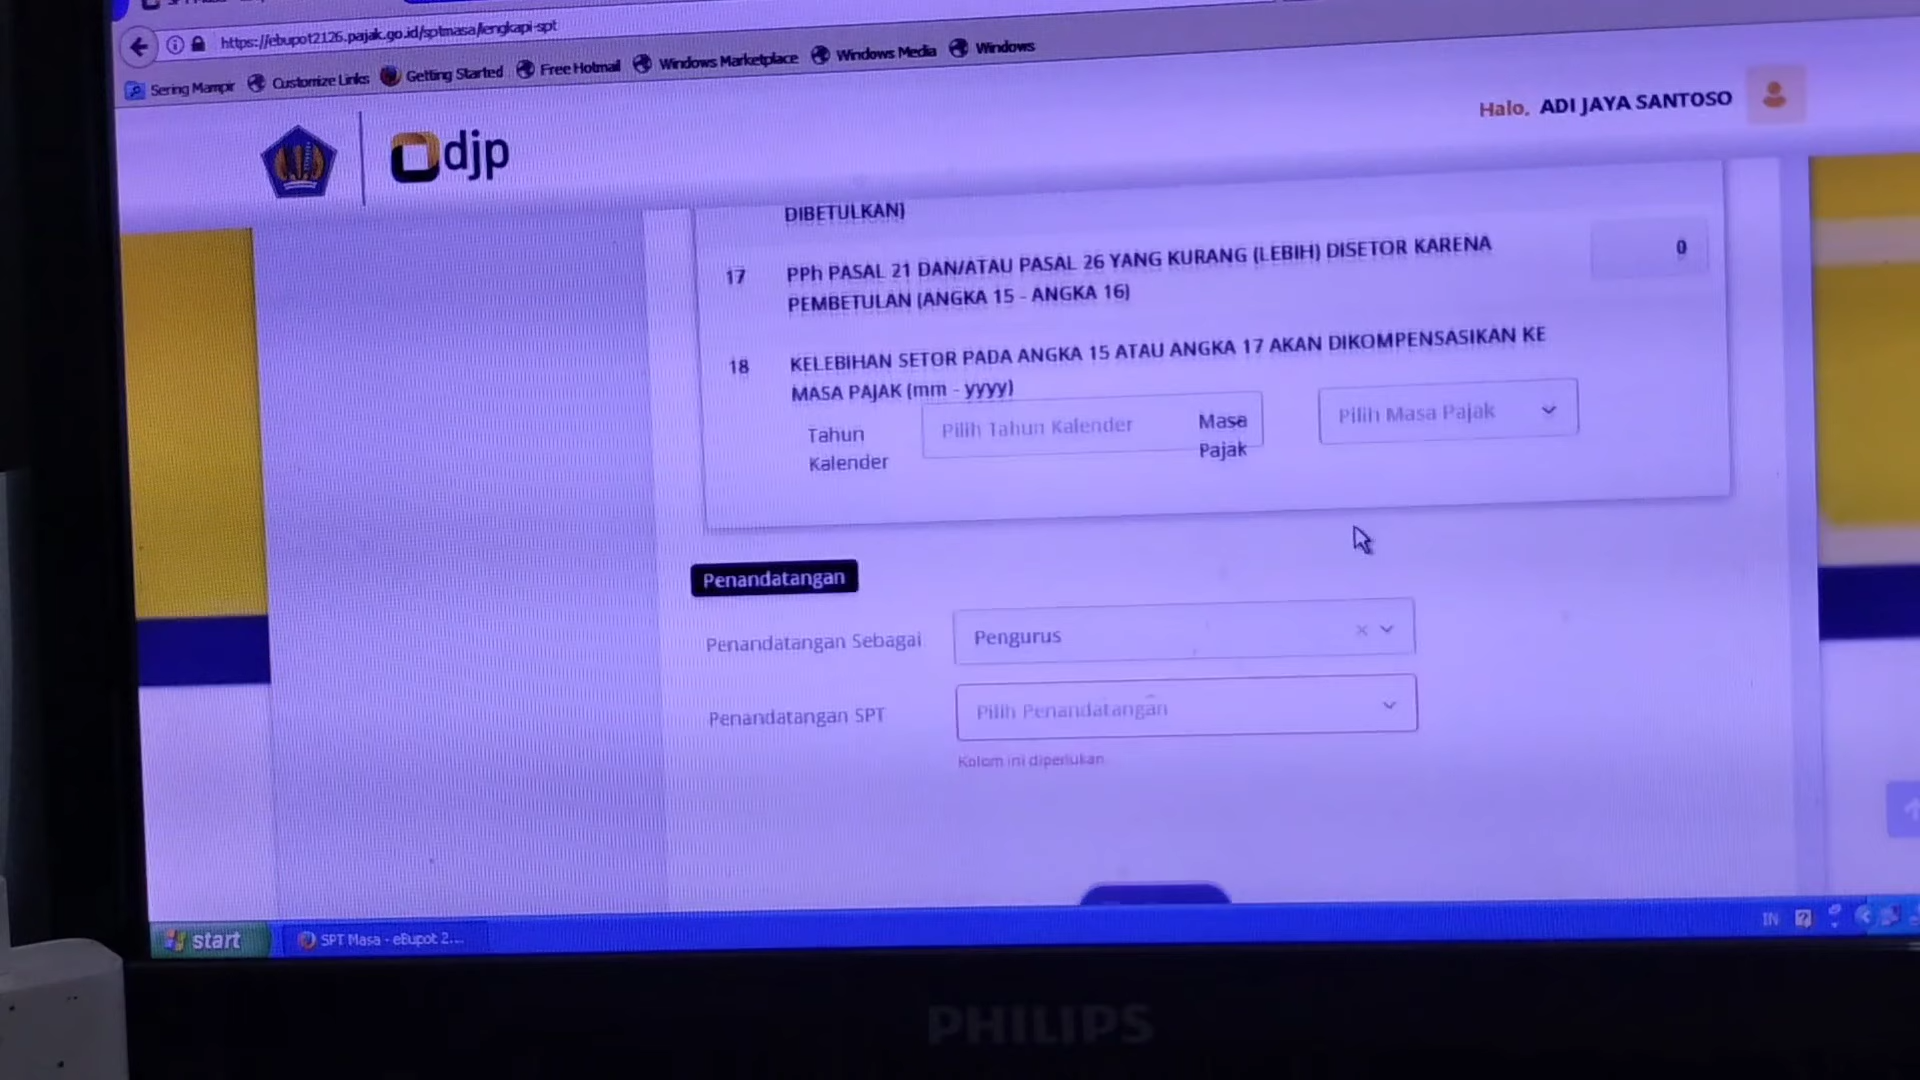 https://ebupot2126.pajak.go.id/sptmasa/lengkapi-spt
Sering Mampir Customize Links Getting Started Free Hotmail Windows Marketplace Windows Media Windows
Halo, ADI JAYA SANTOSO
djp
DIBETULKAN)
17 PPh PASAL 21 DAN/ATAU PASAL 26 YANG KURANG (LEBIH) DISETOR KARENA 0
PEMBETULAN (ANGKA 15 - ANGKA 16)
18 KELEBIHAN SETOR PADA ANGKA 15 ATAU ANGKA 17 AKAN DIKOMPENSASIKAN KE
MASA PAJAK (mm - yyyy)
Tahun Kalender
Pilih Tahun Kalender
Masa Pajak
Pilih Masa Pajak
Penandatangan
Penandatangan Sebagai Pengurus
Penandatangan SPT Pilih Penandatangan
Kolom ini diperlukan
start SPT Masa - eBupot 2... IN
PHILIPS